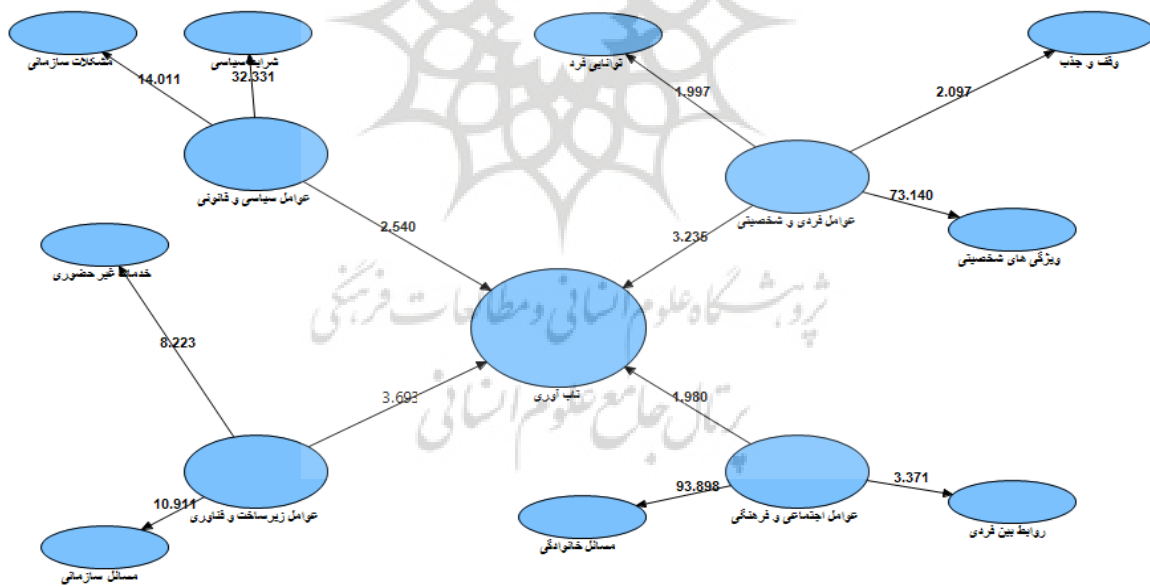 مشکلات سازمانی
شرایط سیاسی
توانایی فرد
وقف و جذب
14.011
32.331
1.997
2.097
عوامل سیاسی و قانونی
عوامل فردی و شخصیتی
73.140
2.540
3.235
خدمات غیر حضوری
ویژگی های شخصیتی
پژوهشگاه علوم انسانی و مطالعات فرهنگی
8.223
تاب آوری
3.693
1.980
پرتال جامع علوم انسانی
10.911
93.898
3.371
عوامل زیرساخت و فناوری
عوامل اجتماعی و فرهنگی
مسائل خانوادگی
روابط بین فردی
مسائل سازمانی